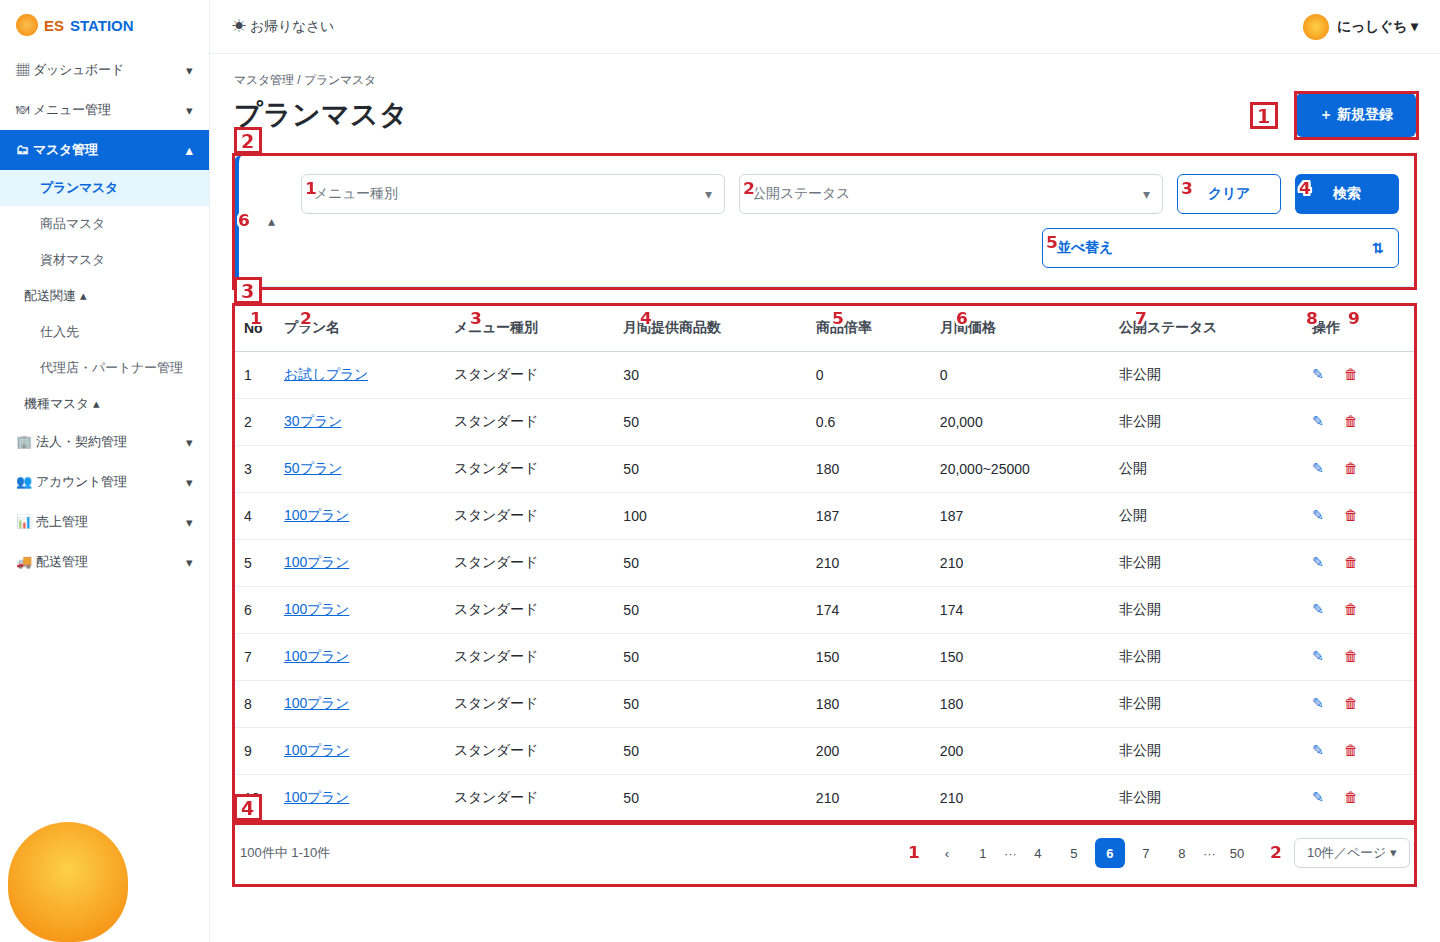 ES STATION
ダッシュボード ▾
メニュー管理 ▾
マスタ管理 ▴
プランマスタ
商品マスタ
資材マスタ
配送関連 ▴
仕入先
代理店・パートナー管理
機種マスタ ▴
法人・契約管理 ▾
アカウント管理 ▾
売上管理 ▾
配送管理 ▾
☀ お帰りなさい
にっしぐち ▾
マスタ管理 / プランマスタ
プランマスタ
1
＋ 新規登録
2
1 メニュー種別 ▾
2 公開ステータス ▾
3 クリア
4 検索
6 ▴
5 並べ替え ⇅
3
1 2 3 4 5 6 7 8 9
No プラン名 メニュー種別 月間提供商品数 商品倍率 月間価格 公開ステータス 操作
1 お試しプラン スタンダード 30 0 0 非公開
2 30プラン スタンダード 50 0.6 20,000 非公開
3 50プラン スタンダード 50 180 20,000~25000 公開
4 100プラン スタンダード 100 187 187 公開
5 100プラン スタンダード 50 210 210 非公開
6 100プラン スタンダード 50 174 174 非公開
7 100プラン スタンダード 50 150 150 非公開
8 100プラン スタンダード 50 180 180 非公開
9 100プラン スタンダード 50 200 200 非公開
100プラン スタンダード 50 210 210 非公開
4
100件中 1-10件
1 ‹ 1 … 4 5 6 7 8 … 50
2 10件／ページ ▾